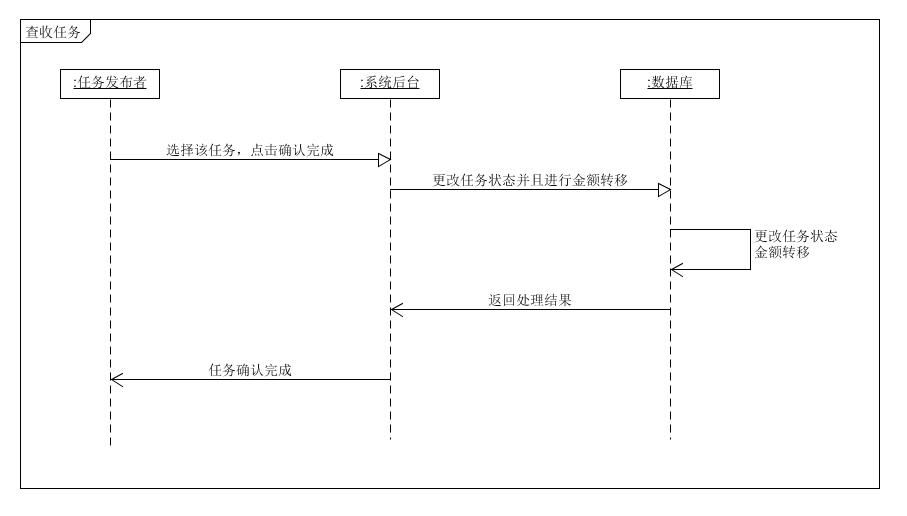 查收任务
:任务发布者
:系统后台
:数据库
选择该任务，点击确认完成
更改任务状态并且进行金额转移
更改任务状态
金额转移
返回处理结果
任务确认完成